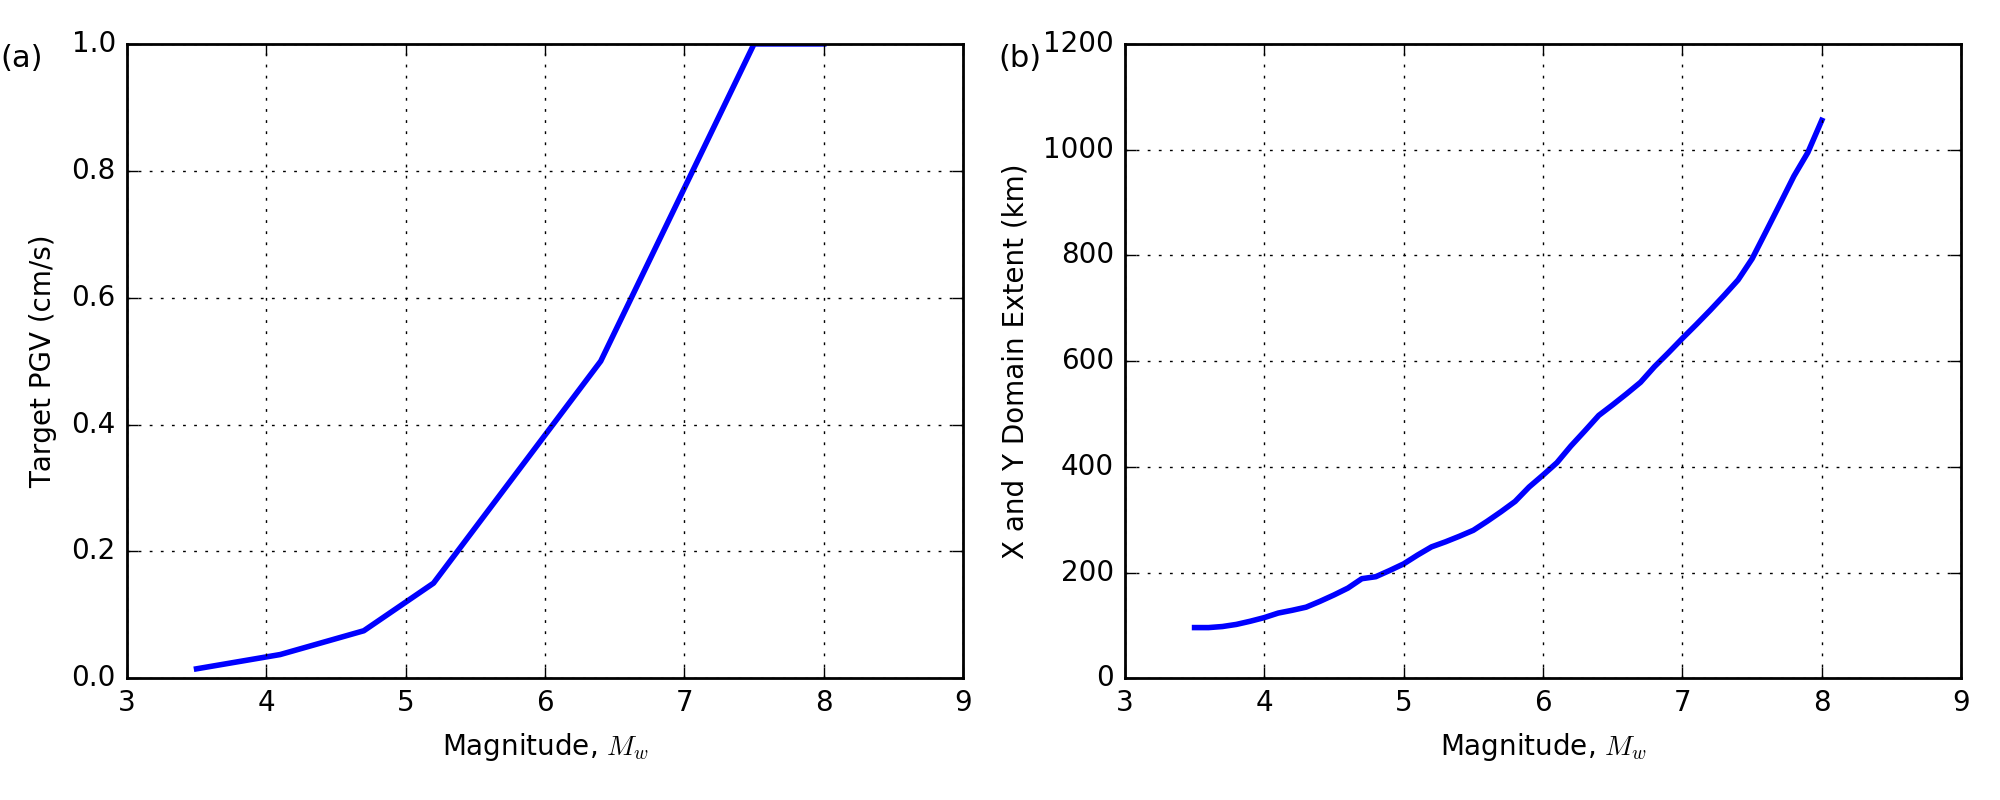 (a)
1.0
0.8
0.6
0.4
0.2
0.0
Target PGV (cm/s)
3 4 5 6 7 8 9
Magnitude, M_w
(b)
1200
1000
800
600
400
200
0
X and Y Domain Extent (km)
3 4 5 6 7 8 9
Magnitude, M_w